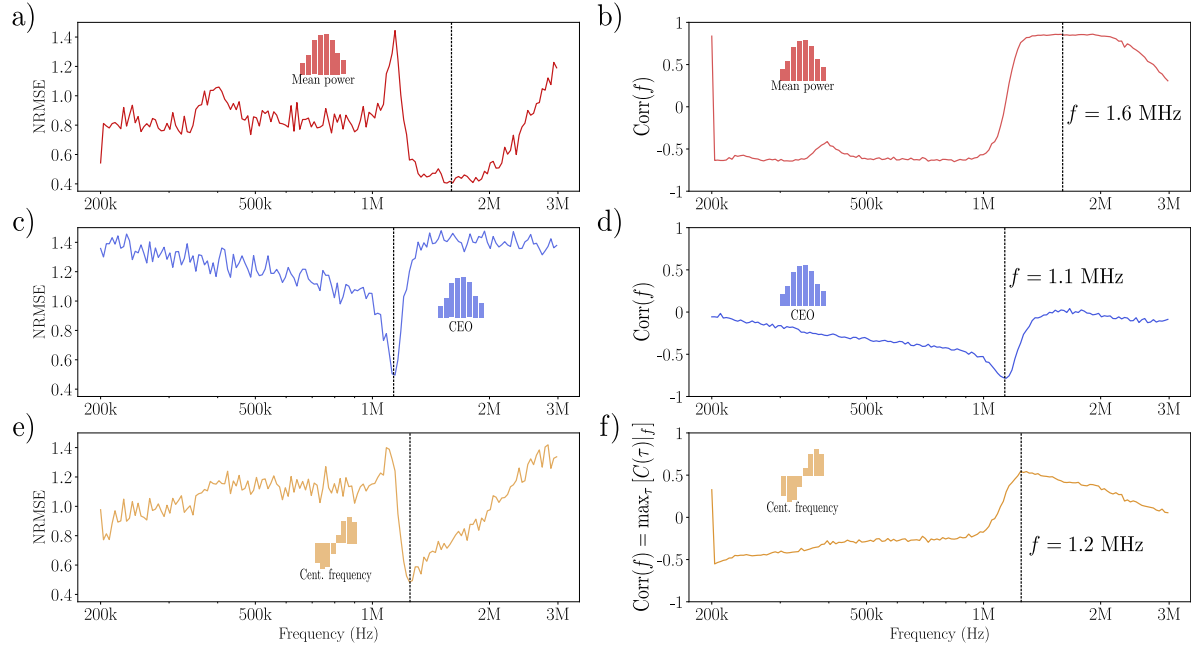 a)
NRMSE
1.4
1.2
1.0
0.8
0.6
0.4
Mean power
200k
500k
1M
2M
3M
b)
Corr(f)
1
0.5
0
−0.5
−1
Mean power
f = 1.6 MHz
200k
500k
1M
2M
3M
c)
NRMSE
1.4
1.2
1.0
0.8
0.6
0.4
CEO
200k
500k
1M
2M
3M
d)
Corr(f)
1
0.5
0
−0.5
−1
CEO
f = 1.1 MHz
200k
500k
1M
2M
3M
e)
NRMSE
1.4
1.2
1.0
0.8
0.6
0.4
Cent. frequency
200k
500k
1M
2M
3M
Frequency (Hz)
f)
Corr(f) = max_τ [C(τ)|_f]
1
0.5
0
−0.5
−1
Cent. frequency
f = 1.2 MHz
200k
500k
1M
2M
3M
Frequency (Hz)